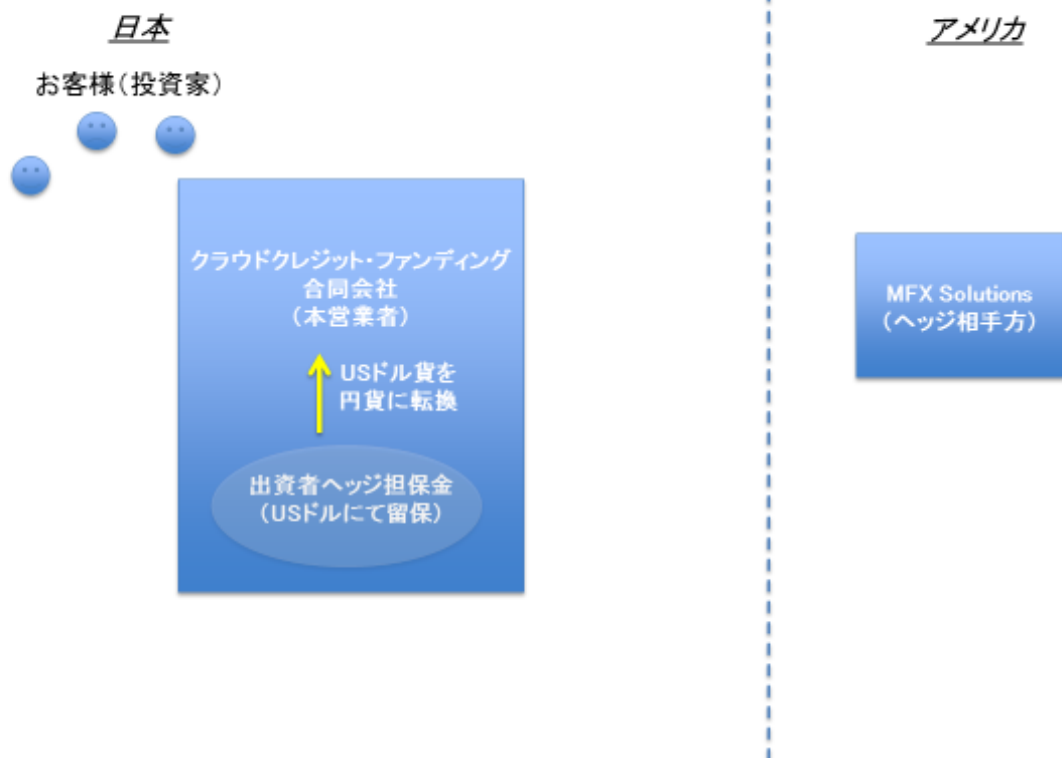 日本
アメリカ
お客様（投資家）
クラウドクレジット・ファンディング
合同会社
（本営業者）
USドル貨を
円貨に転換
出資者ヘッジ担保金
（USドルにて留保）
MFX Solutions
（ヘッジ相手方）